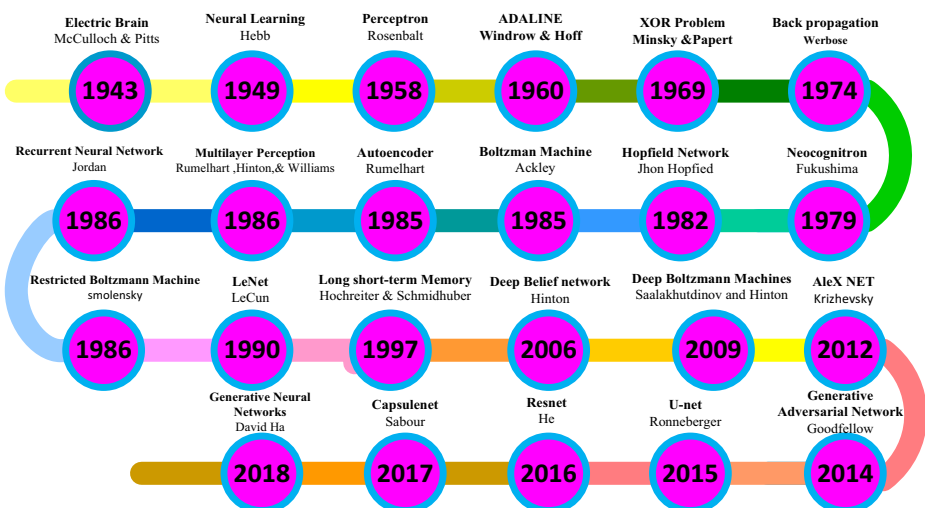 Electric Brain
McCulloch & Pitts
1943
Neural Learning
Hebb
1949
Perceptron
Rosenbalt
1958
ADALINE
Windrow & Hoff
1960
XOR Problem
Minsky &Papert
1969
Back propagation
Werbose
1974
Recurrent Neural Network
Jordan
1986
Multilayer Perception
Rumelhart ,Hinton,& Williams
1986
Autoencoder
Rumelhart
1985
Boltzman Machine
Ackley
1985
Hopfield Network
Jhon Hopfied
1982
Neocognitron
Fukushima
1979
Restricted Boltzmann Machine
smolensky
1986
LeNet
LeCun
1990
Long short-term Memory
Hochreiter & Schmidhuber
1997
Deep Belief network
Hinton
2006
Deep Boltzmann Machines
Saalakhutdinov and Hinton
2009
AleX NET
Krizhevsky
2012
Generative Neural
Networks
David Ha
2018
Capsulenet
Sabour
2017
Resnet
He
2016
U-net
Ronneberger
2015
Generative
Adversarial Network
Goodfellow
2014